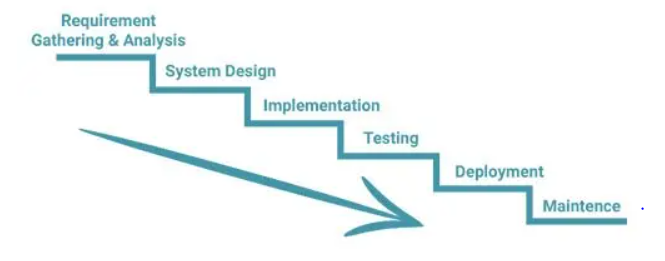 Requirement
Gathering & Analysis
System Design
Implementation
Testing
Deployment
Maintence